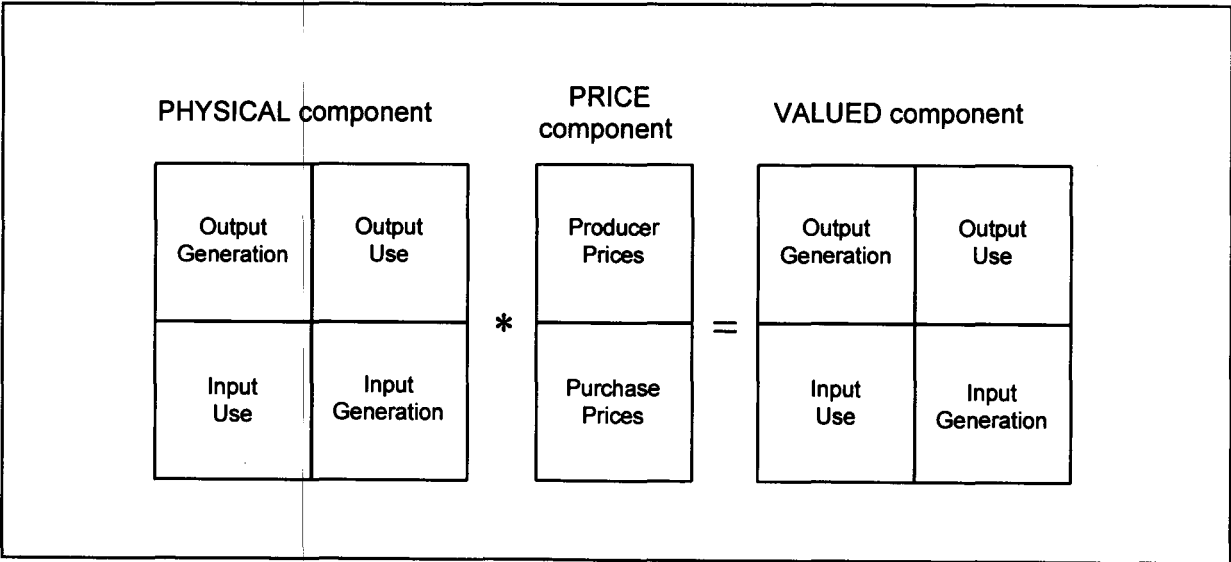 PHYSICAL component
PRICE
component
VALUED component
Output
Generation
Output
Use
Producer
Prices
Output
Generation
Output
Use
*
=
Input
Use
Input
Generation
Purchase
Prices
Input
Use
Input
Generation